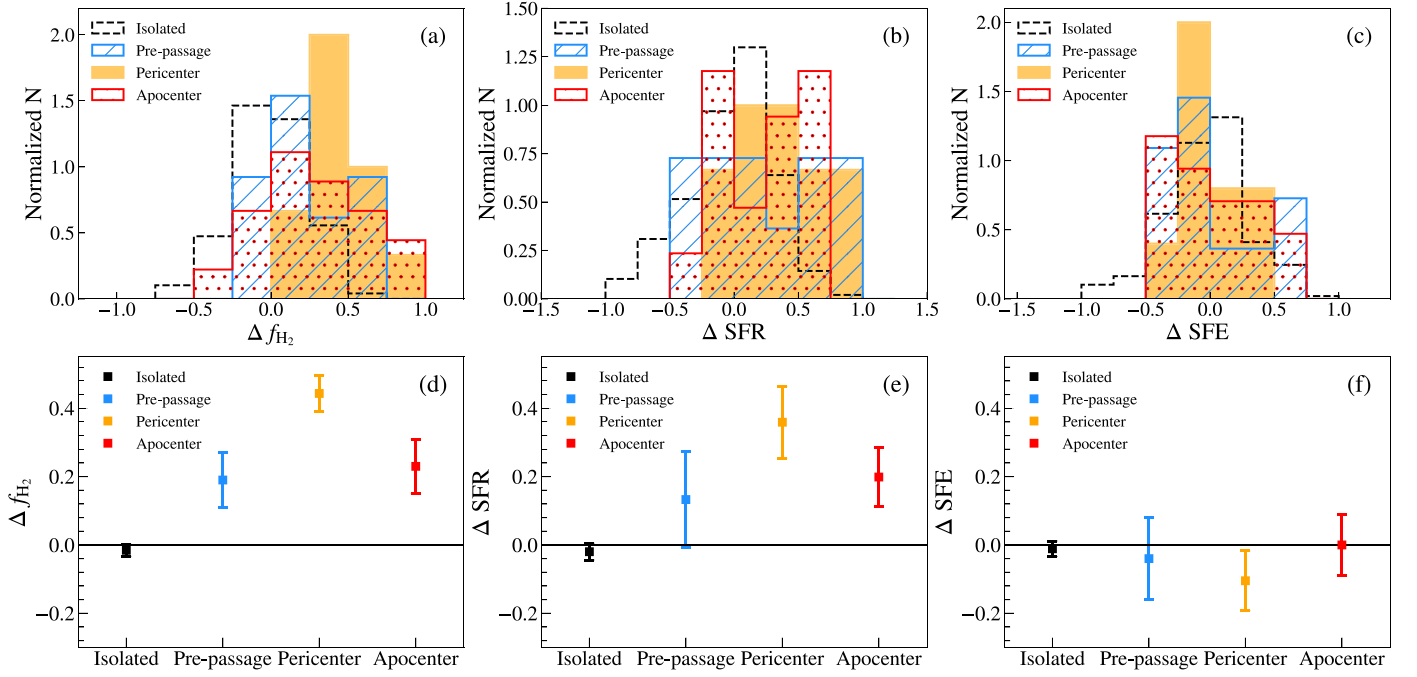 Normalized N
2.0
1.5
1.0
0.5
0.0
Isolated
Pre-passage
Pericenter
Apocenter
(a)
−1.0 −0.5 0.0 0.5 1.0
Δ f_H₂
Normalized N
1.50
1.25
1.00
0.75
0.50
0.25
0.00
Isolated
Pre-passage
Pericenter
Apocenter
(b)
−1.5 −1.0 −0.5 0.0 0.5 1.0 1.5
Δ SFR
Normalized N
2.0
1.5
1.0
0.5
0.0
Isolated
Pre-passage
Pericenter
Apocenter
(c)
−1.5 −1.0 −0.5 0.0 0.5 1.0
Δ SFE
Δ f_H₂
0.4
0.2
0.0
−0.2
Isolated
Pre-passage
Pericenter
Apocenter
(d)
Isolated Pre-passage Pericenter Apocenter
Δ SFR
0.4
0.2
0.0
−0.2
Isolated
Pre-passage
Pericenter
Apocenter
(e)
Isolated Pre-passage Pericenter Apocenter
Δ SFE
0.4
0.2
0.0
−0.2
Isolated
Pre-passage
Pericenter
Apocenter
(f)
Isolated Pre-passage Pericenter Apocenter